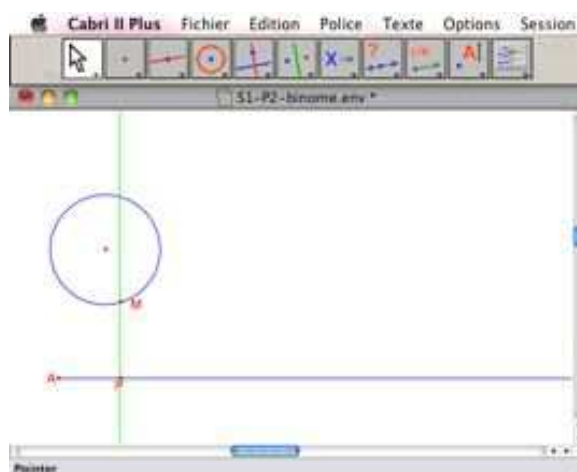 Cabri II Plus Fichier Edition Police Texte Options Session
S1-P2-binome.env *
M
A
Pointer